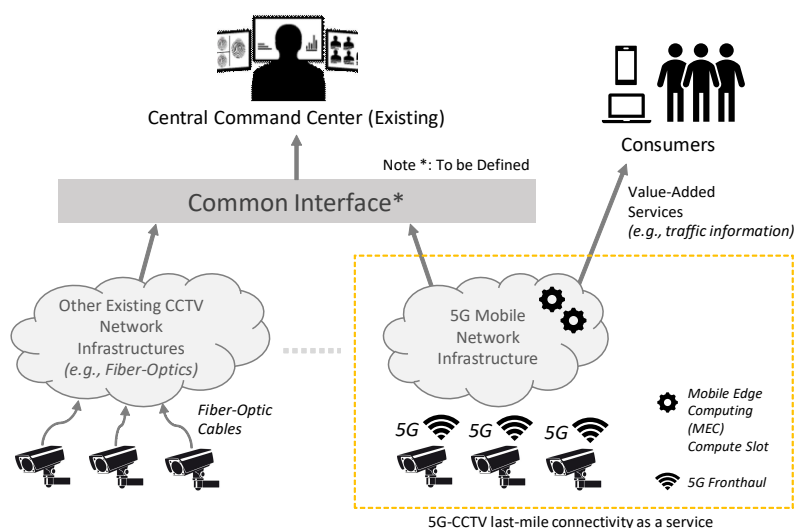 Central Command Center (Existing)
Consumers
Note *: To be Defined
Common Interface*
Value-Added
Services
(e.g., traffic information)
Other Existing CCTV
Network
Infrastructures
(e.g., Fiber-Optics)
5G Mobile
Network
Infrastructure
Fiber-Optic
Cables
5G
5G
5G
Mobile Edge
Computing
(MEC)
Compute Slot
5G Fronthaul
5G-CCTV last-mile connectivity as a service